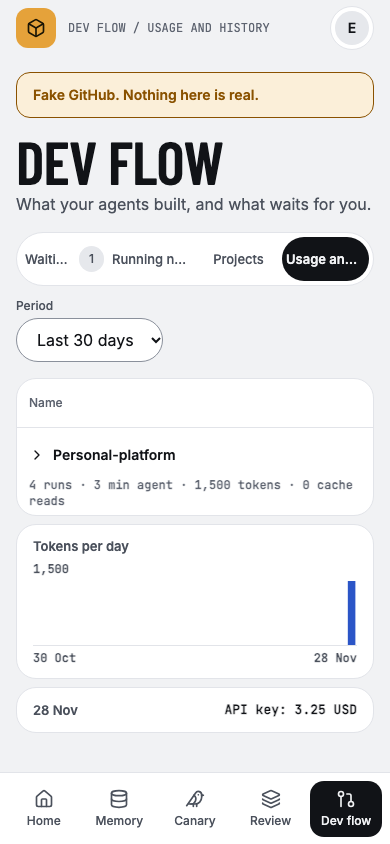 DEV FLOW / USAGE AND HISTORY
E
Fake GitHub. Nothing here is real.
DEV FLOW
What your agents built, and what waits for you.
Waiti... 1 Running n... Projects Usage an...
Period
Last 30 days
Name
Personal-platform
4 runs · 3 min agent · 1,500 tokens · 0 cache
reads
Tokens per day
1,500
30 Oct 28 Nov
28 Nov API key: 3.25 USD
Home Memory Canary Review Dev flow